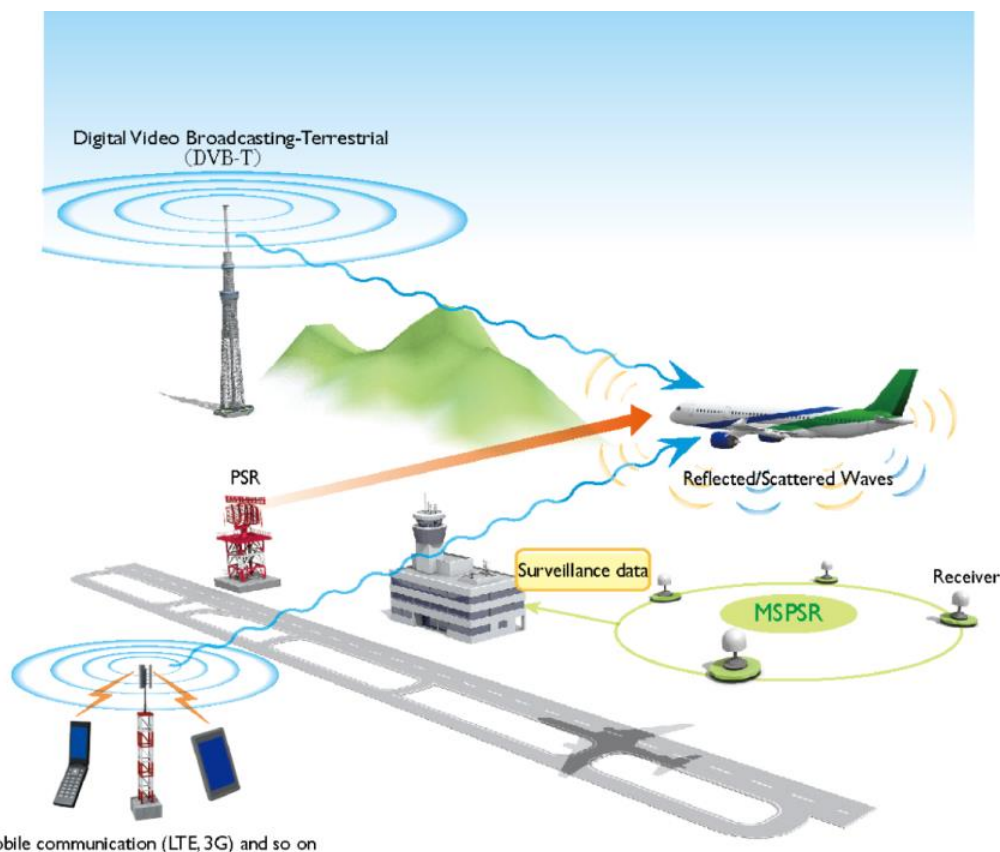 Digital Video Broadcasting-Terrestrial
(DVB-T)
PSR
Reflected/Scattered Waves
Surveillance data
Receiver
MSPSR
obile communication (LTE, 3G) and so on